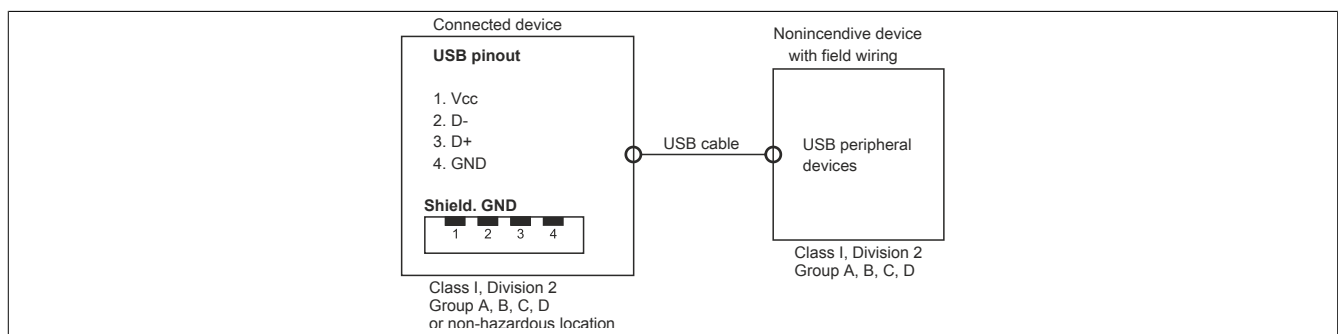 Connected device
USB pinout
1. Vcc
2. D-
3. D+
4. GND
Shield. GND
1 2 3 4
Class I, Division 2
Group A, B, C, D
or non-hazardous location
USB cable
Nonincendive device
with field wiring
USB peripheral
devices
Class I, Division 2
Group A, B, C, D